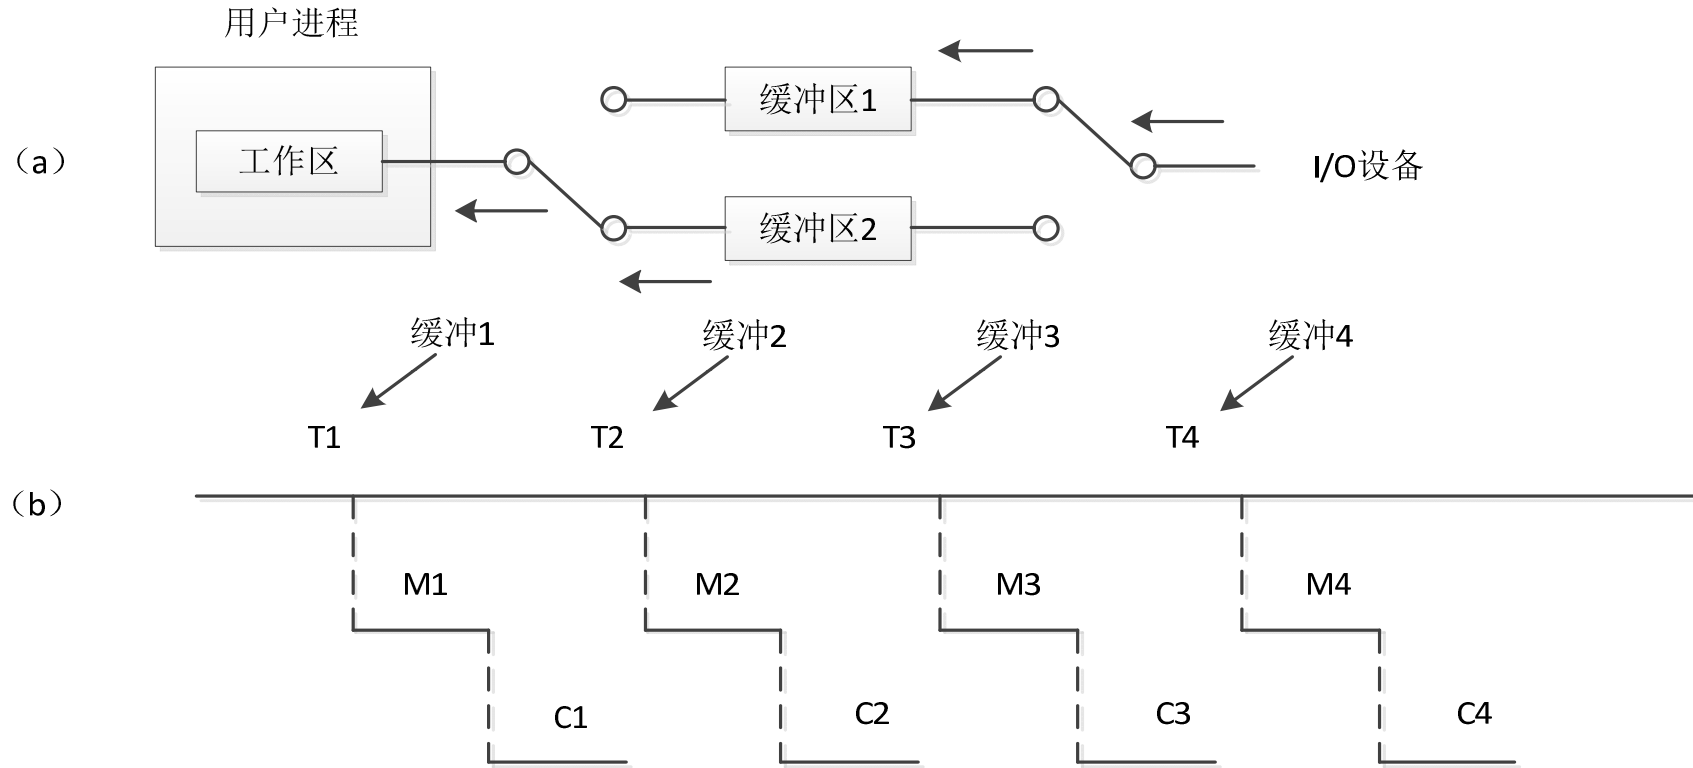 用户进程
缓冲区1
（a）
工作区
I/O设备
缓冲区2
缓冲1
缓冲2
缓冲3
缓冲4
T1
T2
T3
T4
（b）
M1
M2
M3
M4
C1
C2
C3
C4